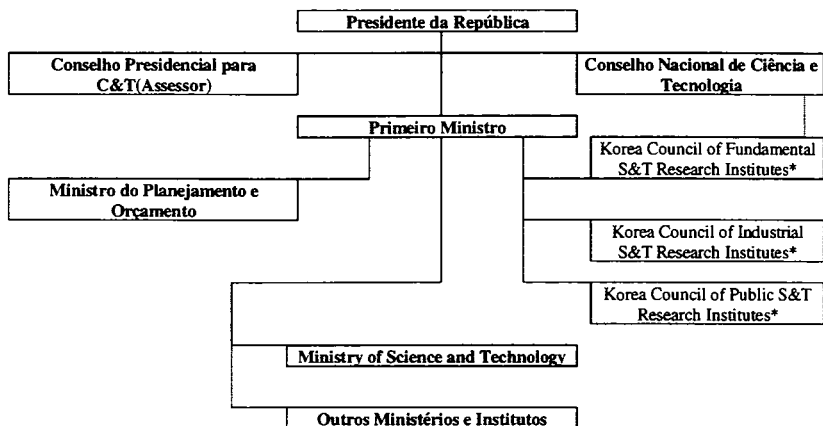 Presidente da República
Conselho Presidencial para
C&T(Assessor)
Conselho Nacional de Ciência e
Tecnologia
Primeiro Ministro
Korea Council of Fundamental
S&T Research Institutes*
Ministro do Planejamento e
Orçamento
Korea Council of Industrial
S&T Research Institutes*
Korea Council of Public S&T
Research Institutes*
Ministry of Science and Technology
Outros Ministérios e Institutos